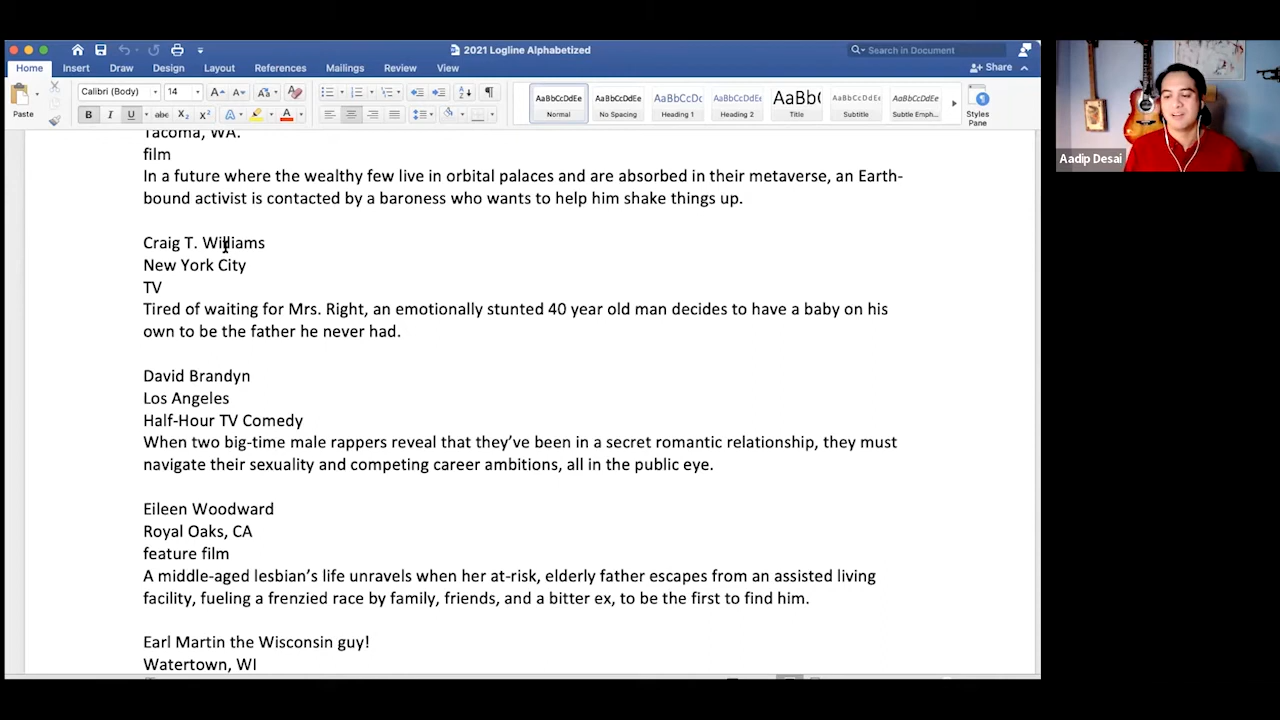 2021 Logline Alphabetized
Search in Document
Home Insert Draw Design Layout References Mailings Review View
Share
Paste
Calibri (Body) 14
AaBbCcDdEe AaBbCcDdEe AaBbCcDc AaBbCcDdEe AaBb( AaBbCcDdEe AaBbCcDdEe
Normal No Spacing Heading 1 Heading 2 Title Subtitle Subtle Emph...
Styles
Pane
Aadip Desai
Tacoma, WA.
film
In a future where the wealthy few live in orbital palaces and are absorbed in their metaverse, an Earth-
bound activist is contacted by a baroness who wants to help him shake things up.
Craig T. Williams
New York City
TV
Tired of waiting for Mrs. Right, an emotionally stunted 40 year old man decides to have a baby on his
own to be the father he never had.
David Brandyn
Los Angeles
Half-Hour TV Comedy
When two big-time male rappers reveal that they’ve been in a secret romantic relationship, they must
navigate their sexuality and competing career ambitions, all in the public eye.
Eileen Woodward
Royal Oaks, CA
feature film
A middle-aged lesbian’s life unravels when her at-risk, elderly father escapes from an assisted living
facility, fueling a frenzied race by family, friends, and a bitter ex, to be the first to find him.
Earl Martin the Wisconsin guy!
Watertown, WI